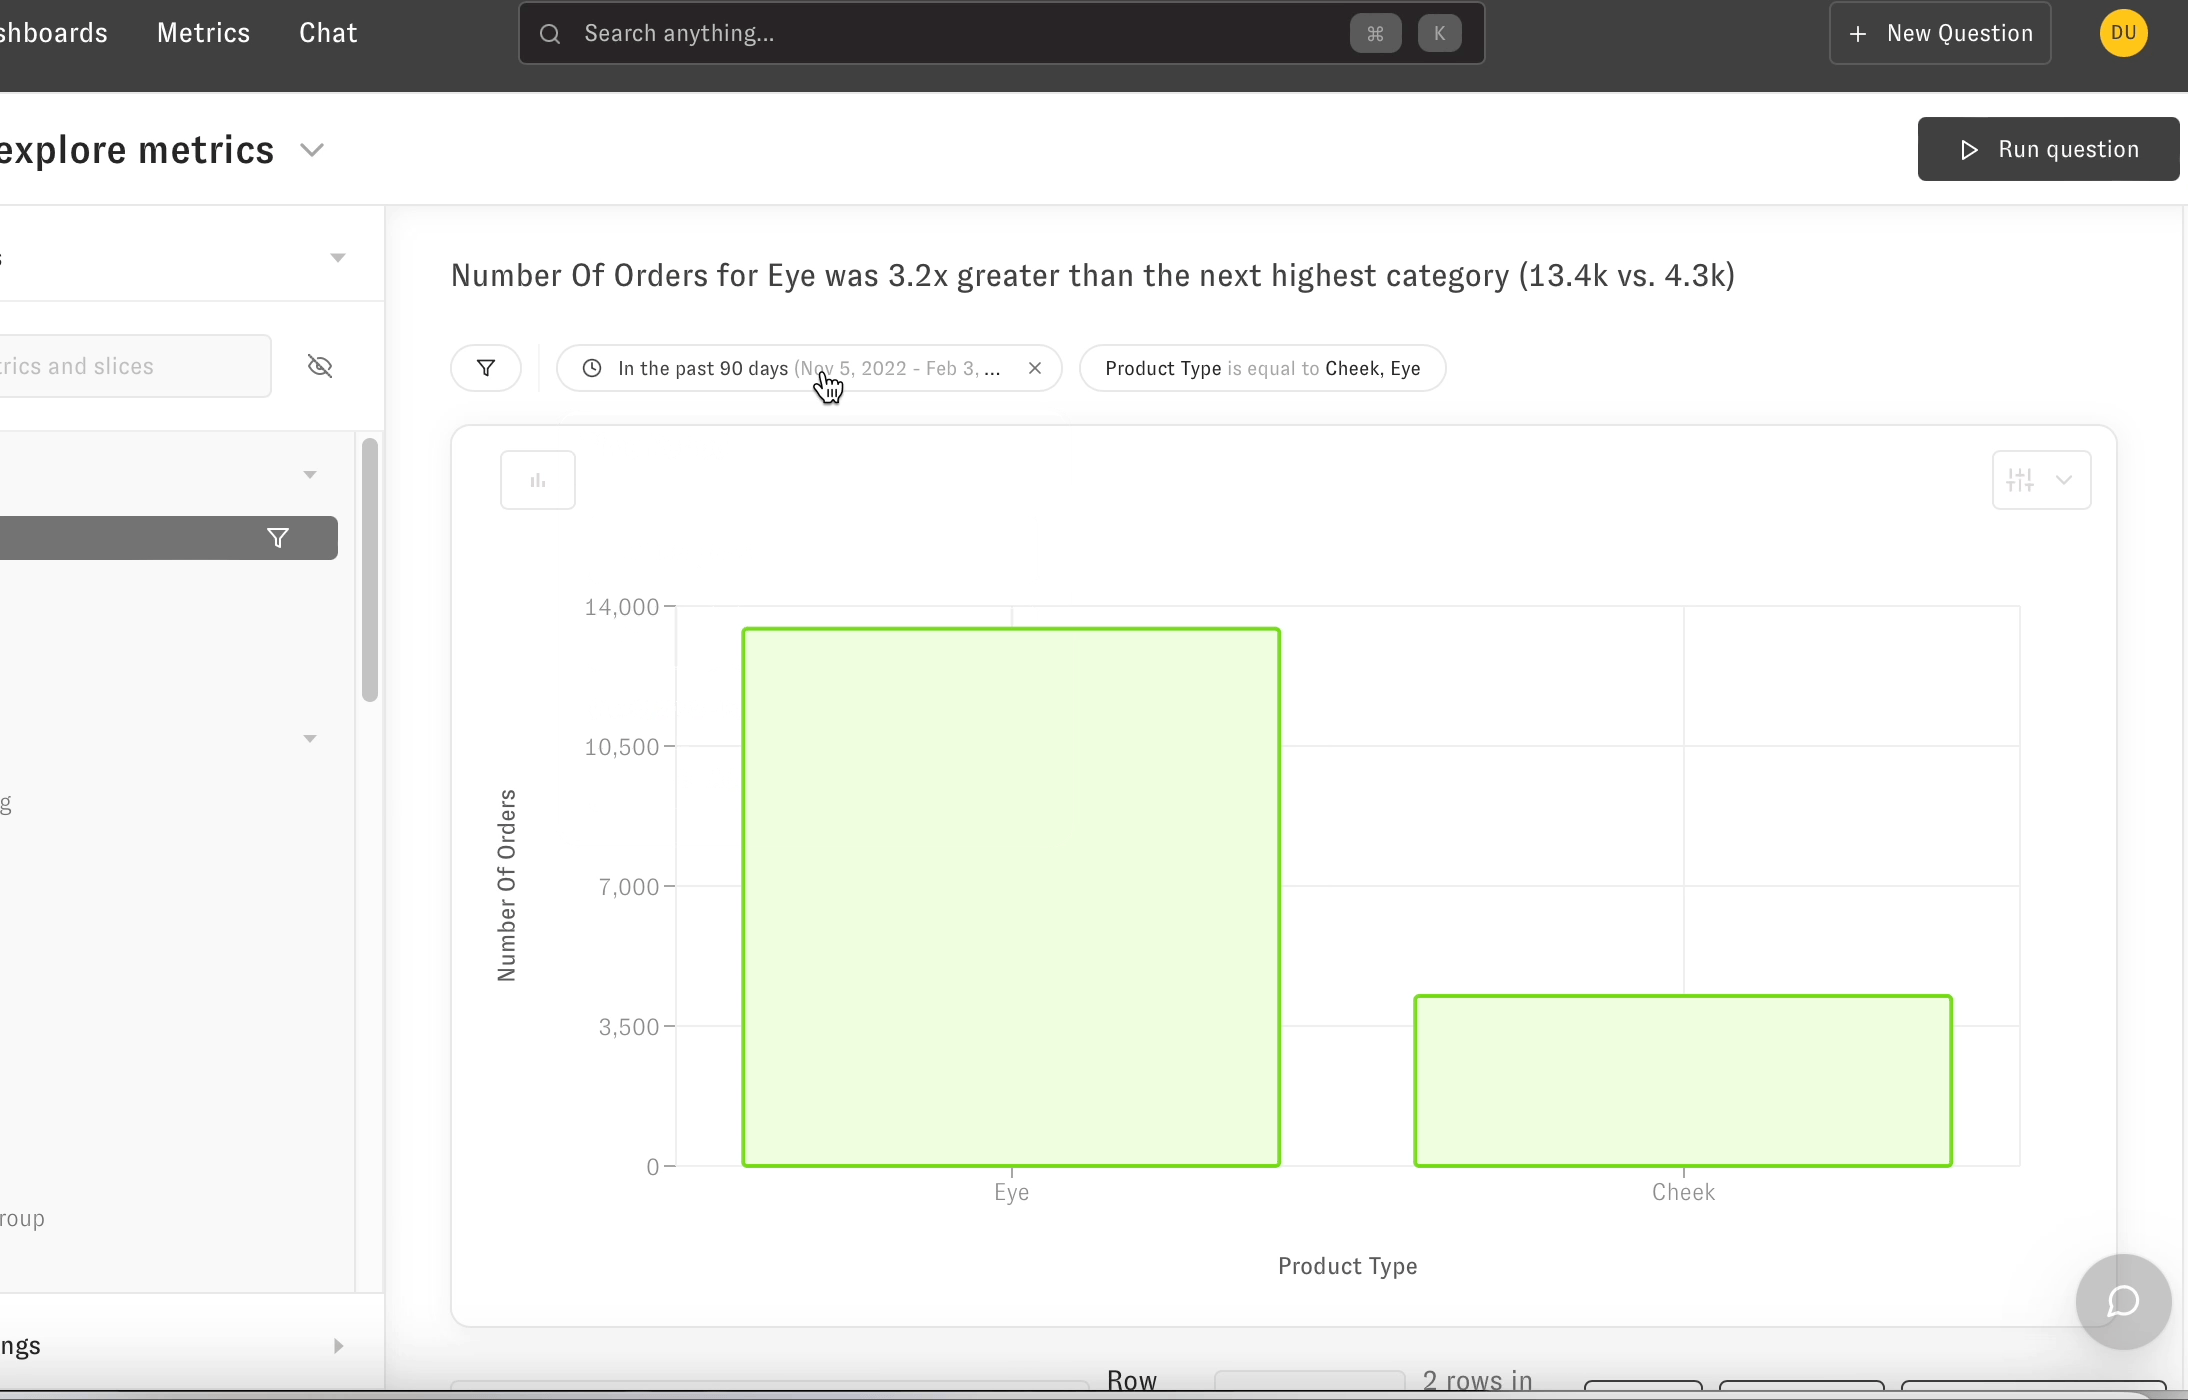 shboards Metrics Chat Search anything... ⌘ K + New Question DU
explore metrics Run question
s
Number Of Orders for Eye was 3.2x greater than the next highest category (13.4k vs. 4.3k)
rics and slices
In the past 90 days (Nov 5, 2022 - Feb 3, ... Product Type is equal to Cheek, Eye
14,000
10,500
7,000
3,500
0
Number Of Orders
Eye Cheek
Product Type
g
roup
ngs
Row 2 rows in